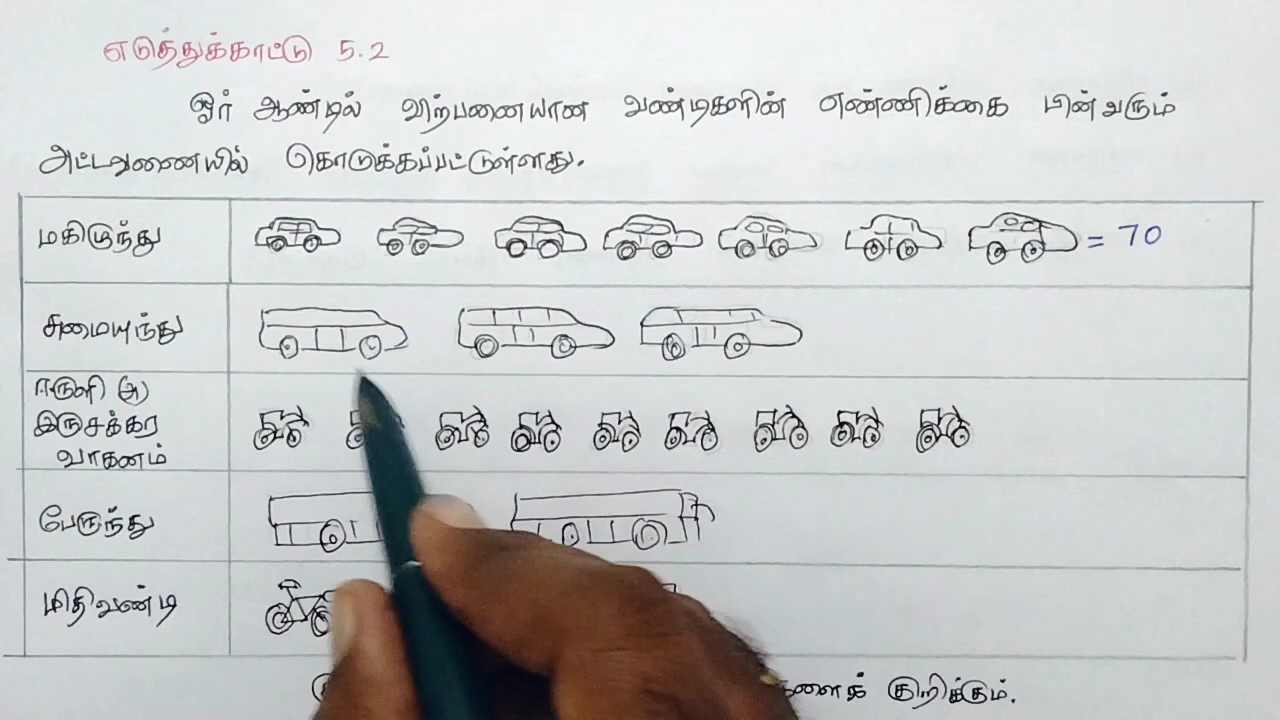 எடுத்துக்காட்டு 5.2
ஓர் ஆண்டில் விற்பனையான வண்டிகளின் எண்ணிக்கை பின்வரும்
அட்டவணையில் கொடுக்கப்பட்டுள்ளது.
மகிழுந்து = 70
சுமையுந்து
ஈருளி (அ)
இருசக்கர
வாகனம்
பேருந்து
மிதிவண்டி
குறிக்கும்.